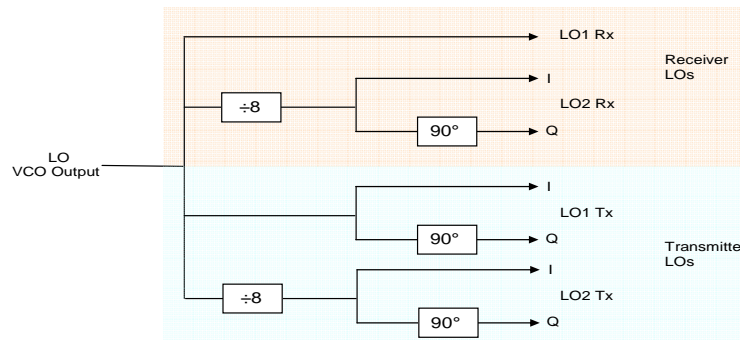 LO1 Rx
Receiver
LOs
I
÷8
LO2 Rx
90°
Q
LO
VCO Output
I
LO1 Tx
90°
Q
Transmitte
LOs
I
÷8
LO2 Tx
90°
Q